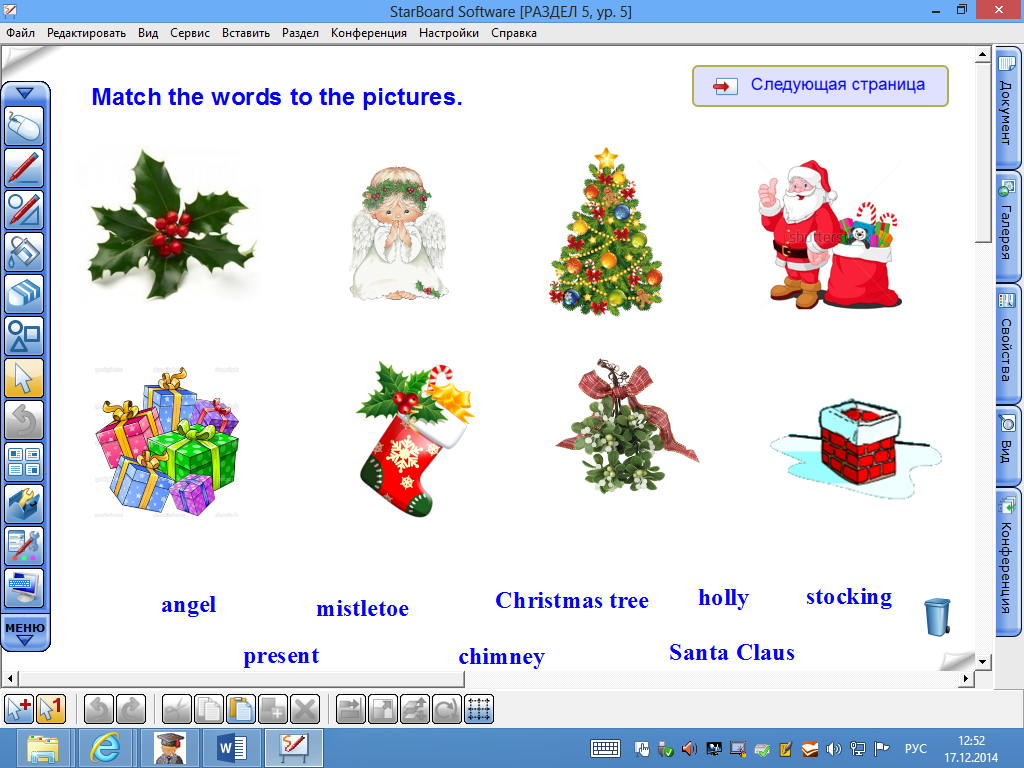 StarBoard Software [РАЗДЕЛ 5, ур. 5]
Файл Редактировать Вид Сервис Вставить Раздел Конференция Настройки Справка
Match the words to the pictures.
Следующая страница
Документ
Галерея
Свойства
Вид
Конференция
angel
mistletoe
Christmas tree
holly
stocking
present
chimney
Santa Claus
МЕНЮ
РУС
12:52
17.12.2014